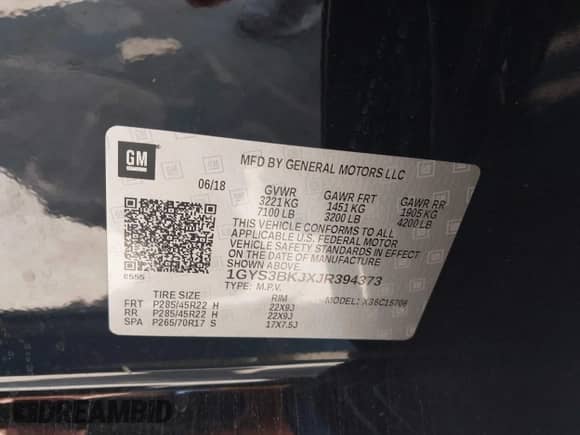 GM
MFD BY GENERAL MOTORS LLC
06/18
GVWR
3221 KG
7100 LB
GAWR FRT
1451 KG
3200 LB
GAWR RR
1905 KG
4200 LB
THIS VEHICLE CONFORMS TO ALL
APPLICABLE U.S. FEDERAL MOTOR
VEHICLE SAFETY STANDARDS IN EFFECT
ON THE DATE OF MANUFACTURE
SHOWN ABOVE.
1GYS3BKJXJR394373
TYPE: M.P.V.
MODEL:
TIRE SIZE RIM
FRT P285/45R22 H 22X9J
RR P285/45R22 H 22X9J
SPA P265/70R17 S 17X7.5J
DREAMBID